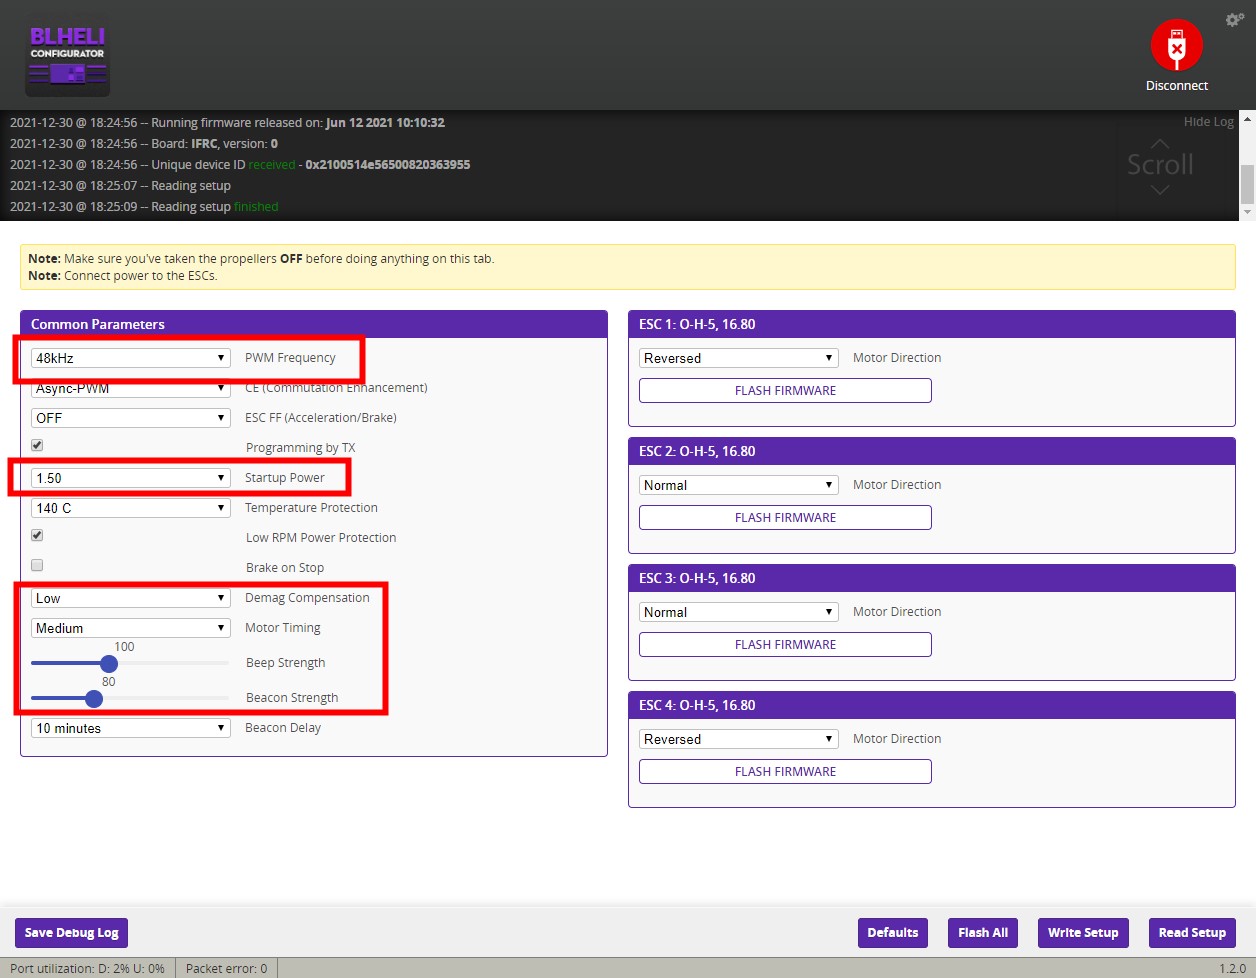 BLHELI
CONFIGURATOR
Disconnect
2021-12-30 @ 18:24:56 -- Running firmware released on: Jun 12 2021 10:10:32
Hide Log
2021-12-30 @ 18:24:56 -- Board: IFRC, version: 0
2021-12-30 @ 18:24:56 -- Unique device ID received - 0x2100514e56500820363955
Scroll
2021-12-30 @ 18:25:07 -- Reading setup
2021-12-30 @ 18:25:09 -- Reading setup finished
Note: Make sure you've taken the propellers OFF before doing anything on this tab.
Note: Connect power to the ESCs.
Common Parameters
48kHz PWM Frequency
Async-PWM CE (Commutation Enhancement)
OFF ESC FF (Acceleration/Brake)
Programming by TX
1.50 Startup Power
140 C Temperature Protection
Low RPM Power Protection
Brake on Stop
Low Demag Compensation
Medium Motor Timing
100
Beep Strength
80
Beacon Strength
10 minutes Beacon Delay
ESC 1: O-H-5, 16.80
Reversed Motor Direction
FLASH FIRMWARE
ESC 2: O-H-5, 16.80
Normal Motor Direction
FLASH FIRMWARE
ESC 3: O-H-5, 16.80
Normal Motor Direction
FLASH FIRMWARE
ESC 4: O-H-5, 16.80
Reversed Motor Direction
FLASH FIRMWARE
Save Debug Log
Defaults
Flash All
Write Setup
Read Setup
Port utilization: D: 2% U: 0%
Packet error: 0
1.2.0